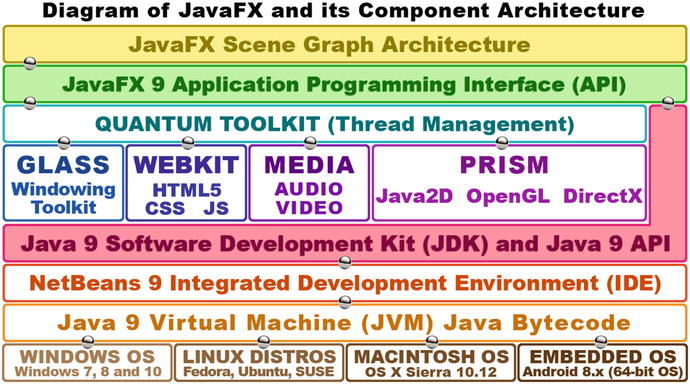 Diagram of JavaFX and its Component Architecture
JavaFX Scene Graph Architecture
JavaFX 9 Application Programming Interface (API)
QUANTUM TOOLKIT (Thread Management)
GLASS
Windowing
Toolkit
WEBKIT
HTML5
CSS JS
MEDIA
AUDIO
VIDEO
PRISM
Java2D OpenGL DirectX
Java 9 Software Development Kit (JDK) and Java 9 API
NetBeans 9 Integrated Development Environment (IDE)
Java 9 Virtual Machine (JVM) Java Bytecode
WINDOWS OS
Windows 7, 8 and 10
LINUX DISTROS
Fedora, Ubuntu, SUSE
MACINTOSH OS
OS X Sierra 10.12
EMBEDDED OS
Android 8.x (64-bit OS)